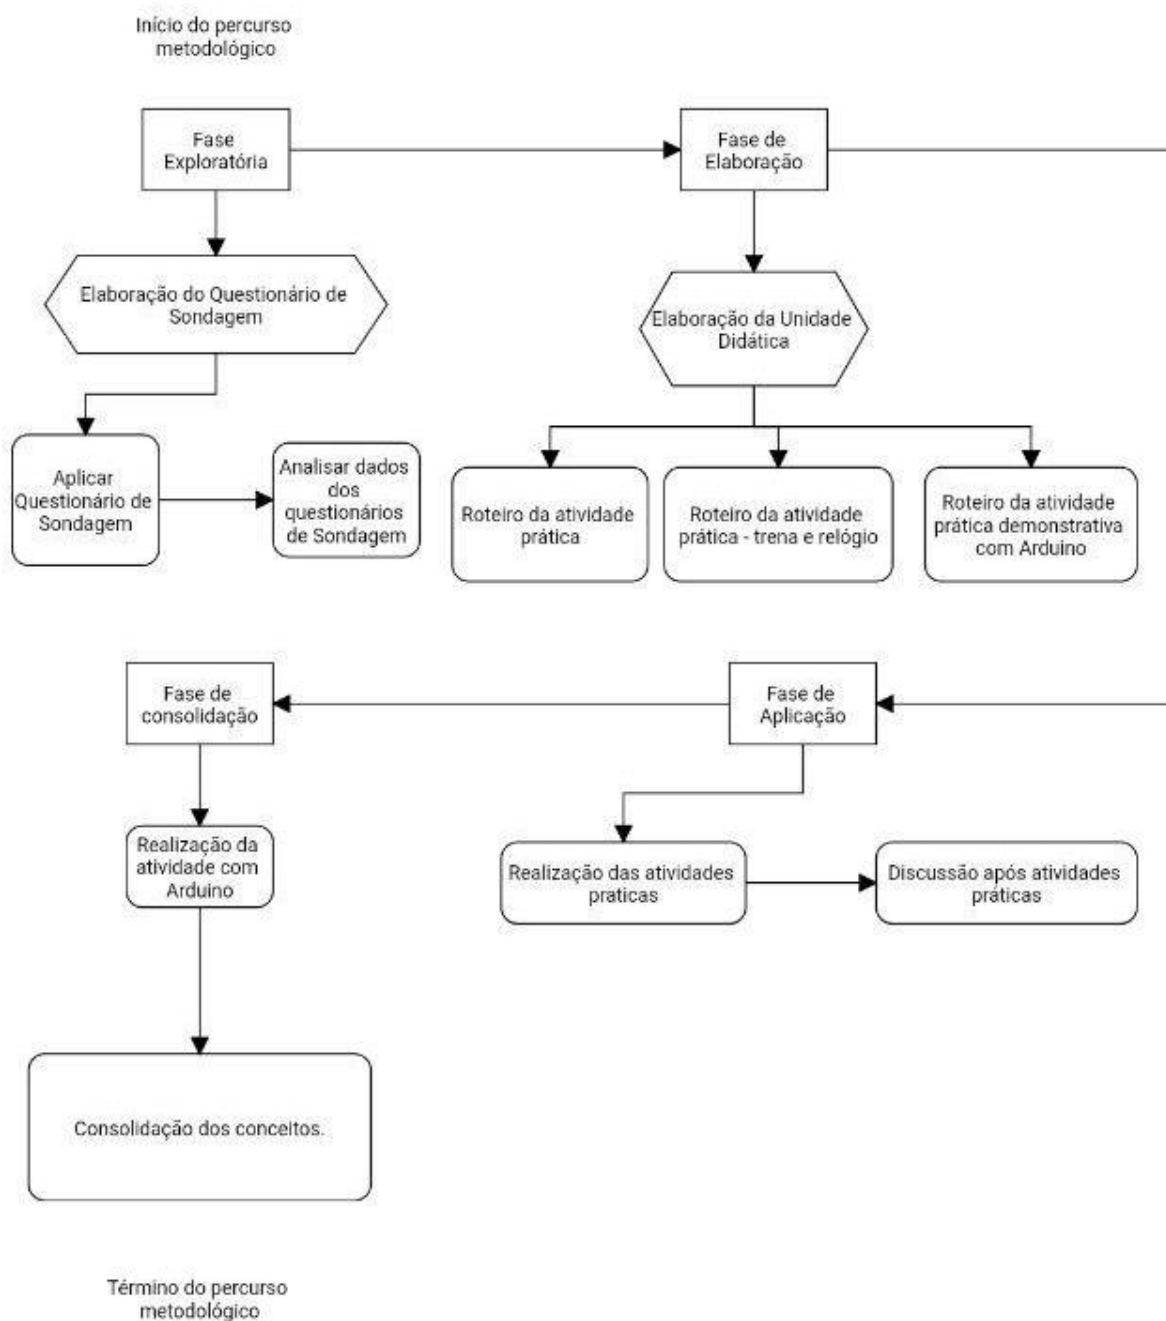 Início do percurso
metodológico
Fase
Exploratória
Fase de
Elaboração
Elaboração do Questionário de
Sondagem
Elaboração da Unidade
Didática
Aplicar
Questionário de
Sondagem
Analisar dados
dos
questionários
de Sondagem
Roteiro da atividade
prática
Roteiro da atividade
prática - trena e relógio
Roteiro da atividade
prática demonstrativa
com Arduino
Fase de
consolidação
Fase de
Aplicação
Realização da
atividade com
Arduino
Realização das atividades
praticas
Discussão após atividades
práticas
Consolidação dos conceitos.
Término do percurso
metodológico